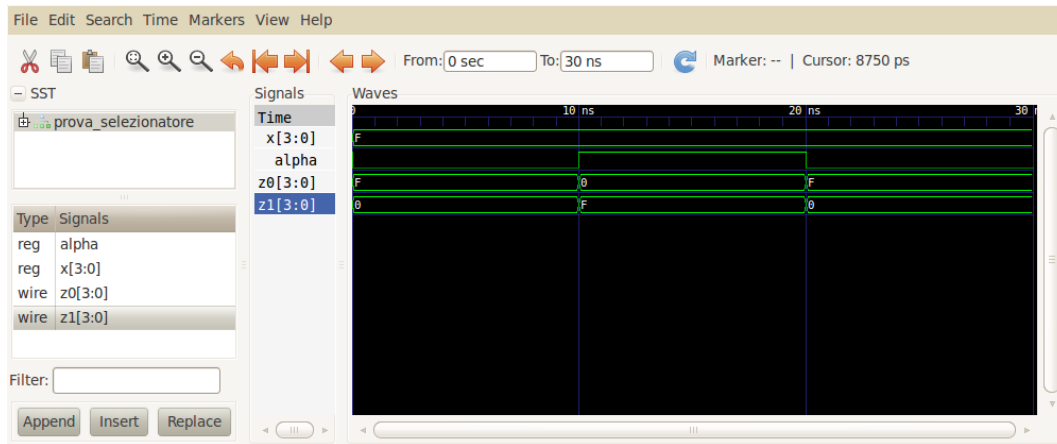 File Edit Search Time Markers View Help
From: 0 sec To: 30 ns Marker: -- | Cursor: 8750 ps
SST
prova_selezionatore
Type Signals
reg alpha
reg x[3:0]
wire z0[3:0]
wire z1[3:0]
Filter:
Append Insert Replace
Signals
Time
x[3:0]
alpha
z0[3:0]
z1[3:0]
Waves
0 10 ns 20 ns 30 n
F
F 0 F
0 F 0